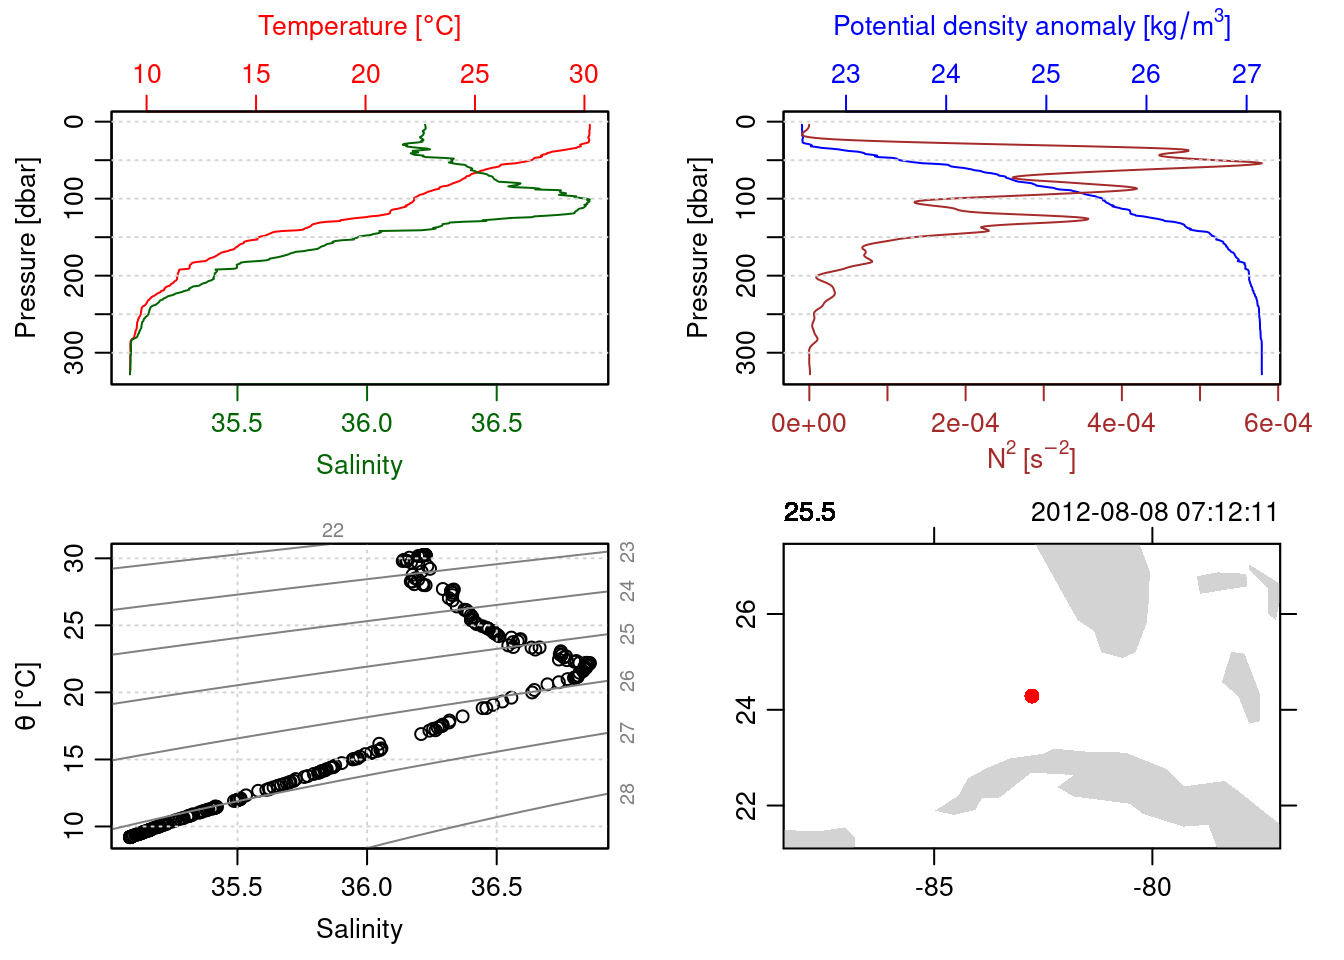 Temperature [°C]
10 15 20 25 30
0
100
200
300
Pressure [dbar]
35.5 36.0 36.5
Salinity
Potential density anomaly [kg/m³]
23 24 25 26 27
0
100
200
300
Pressure [dbar]
0e+00 2e-04 4e-04 6e-04
N² [s⁻²]
22
23
24
25
26
27
28
30
25
20
15
10
θ [°C]
35.5 36.0 36.5
Salinity
25.5 2012-08-08 07:12:11
26
24
22
-85 -80